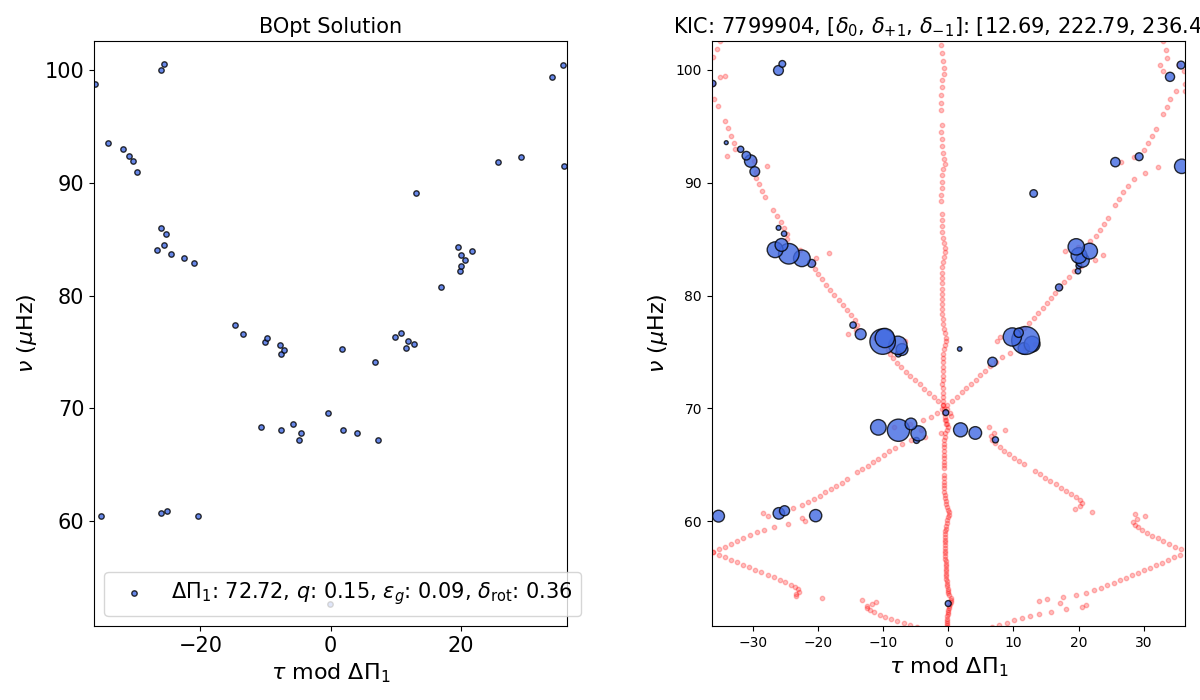 BOpt Solution
KIC: 7799904, [δ₀, δ₊₁, δ₋₁]: [12.69, 222.79, 236.4
100
90
80
70
60
ν (μHz)
ΔΠ₁: 72.72, q: 0.15, ε_g: 0.09, δ_rot: 0.36
−20
0
20
τ mod ΔΠ₁
100
90
80
70
60
ν (μHz)
−30
−20
−10
0
10
20
30
τ mod ΔΠ₁